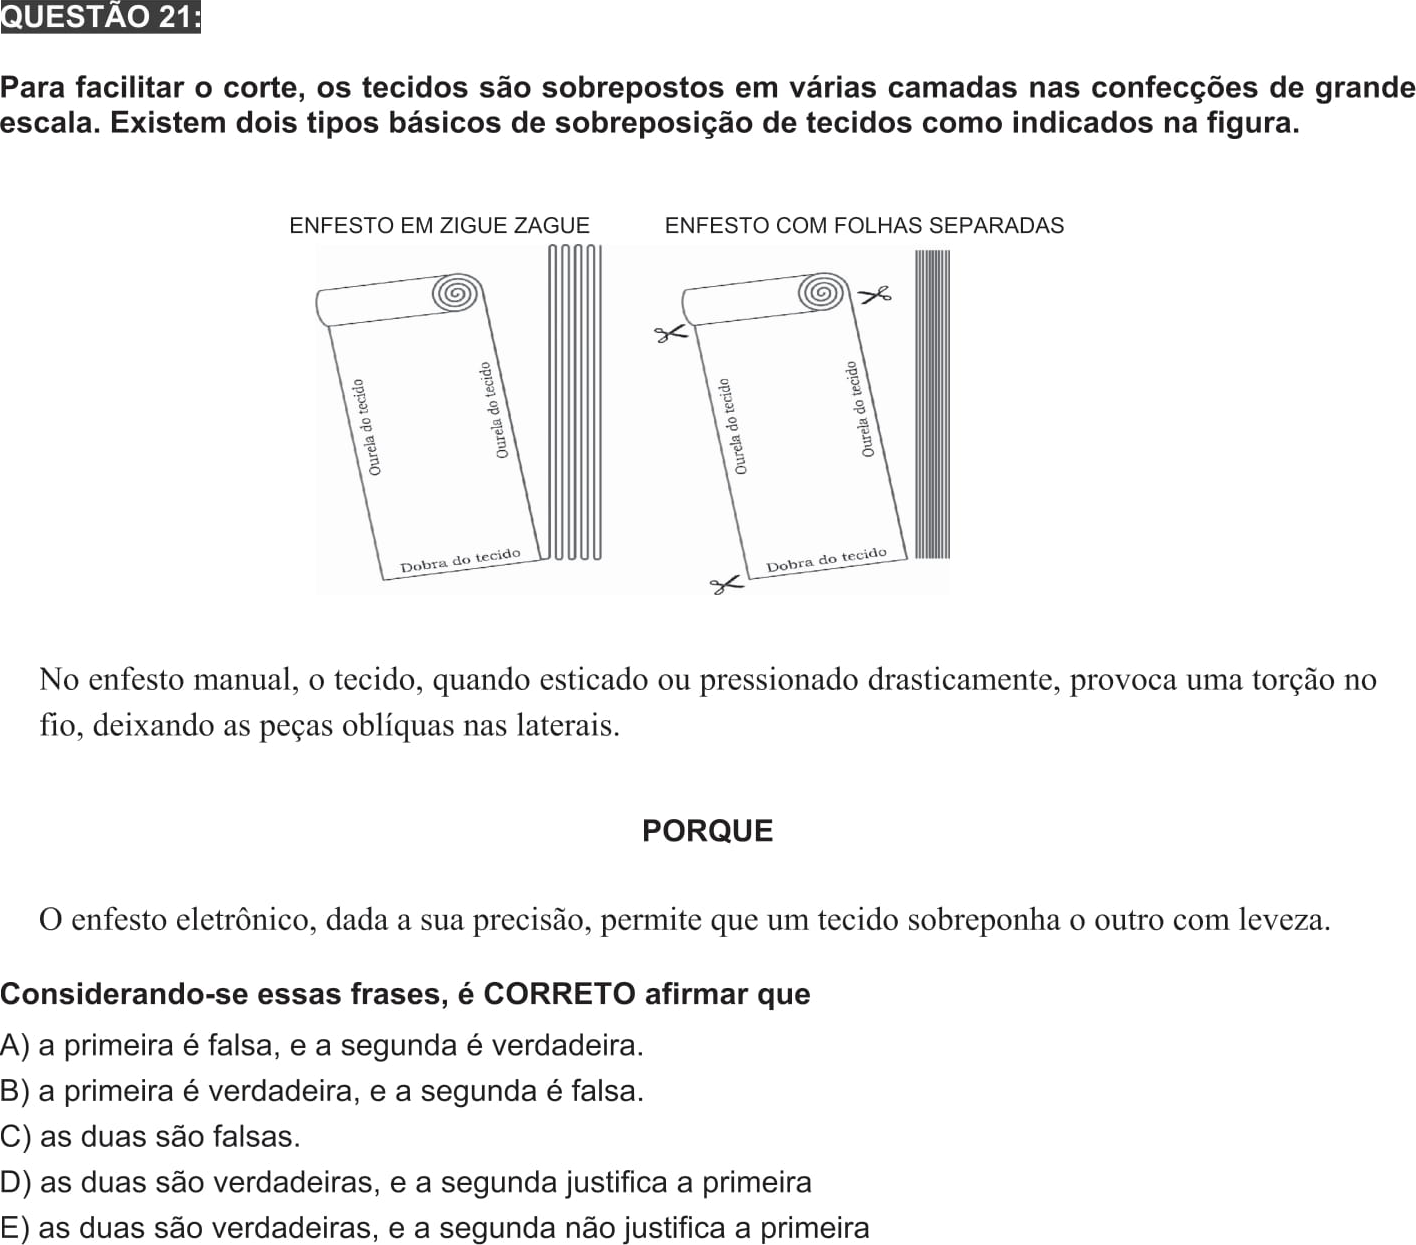 QUESTÃO 21:
Para facilitar o corte, os tecidos são sobrepostos em várias camadas nas confecções de grande
escala. Existem dois tipos básicos de sobreposição de tecidos como indicados na figura.
ENFESTO EM ZIGUE ZAGUE
ENFESTO COM FOLHAS SEPARADAS
Ourela do tecido
Ourela do tecido
Dobra do tecido
Ourela do tecido
Ourela do tecido
Dobra do tecido
No enfesto manual, o tecido, quando esticado ou pressionado drasticamente, provoca uma torção no
fio, deixando as peças oblíquas nas laterais.
PORQUE
O enfesto eletrônico, dada a sua precisão, permite que um tecido sobreponha o outro com leveza.
Considerando-se essas frases, é CORRETO afirmar que
A) a primeira é falsa, e a segunda é verdadeira.
B) a primeira é verdadeira, e a segunda é falsa.
C) as duas são falsas.
D) as duas são verdadeiras, e a segunda justifica a primeira
E) as duas são verdadeiras, e a segunda não justifica a primeira